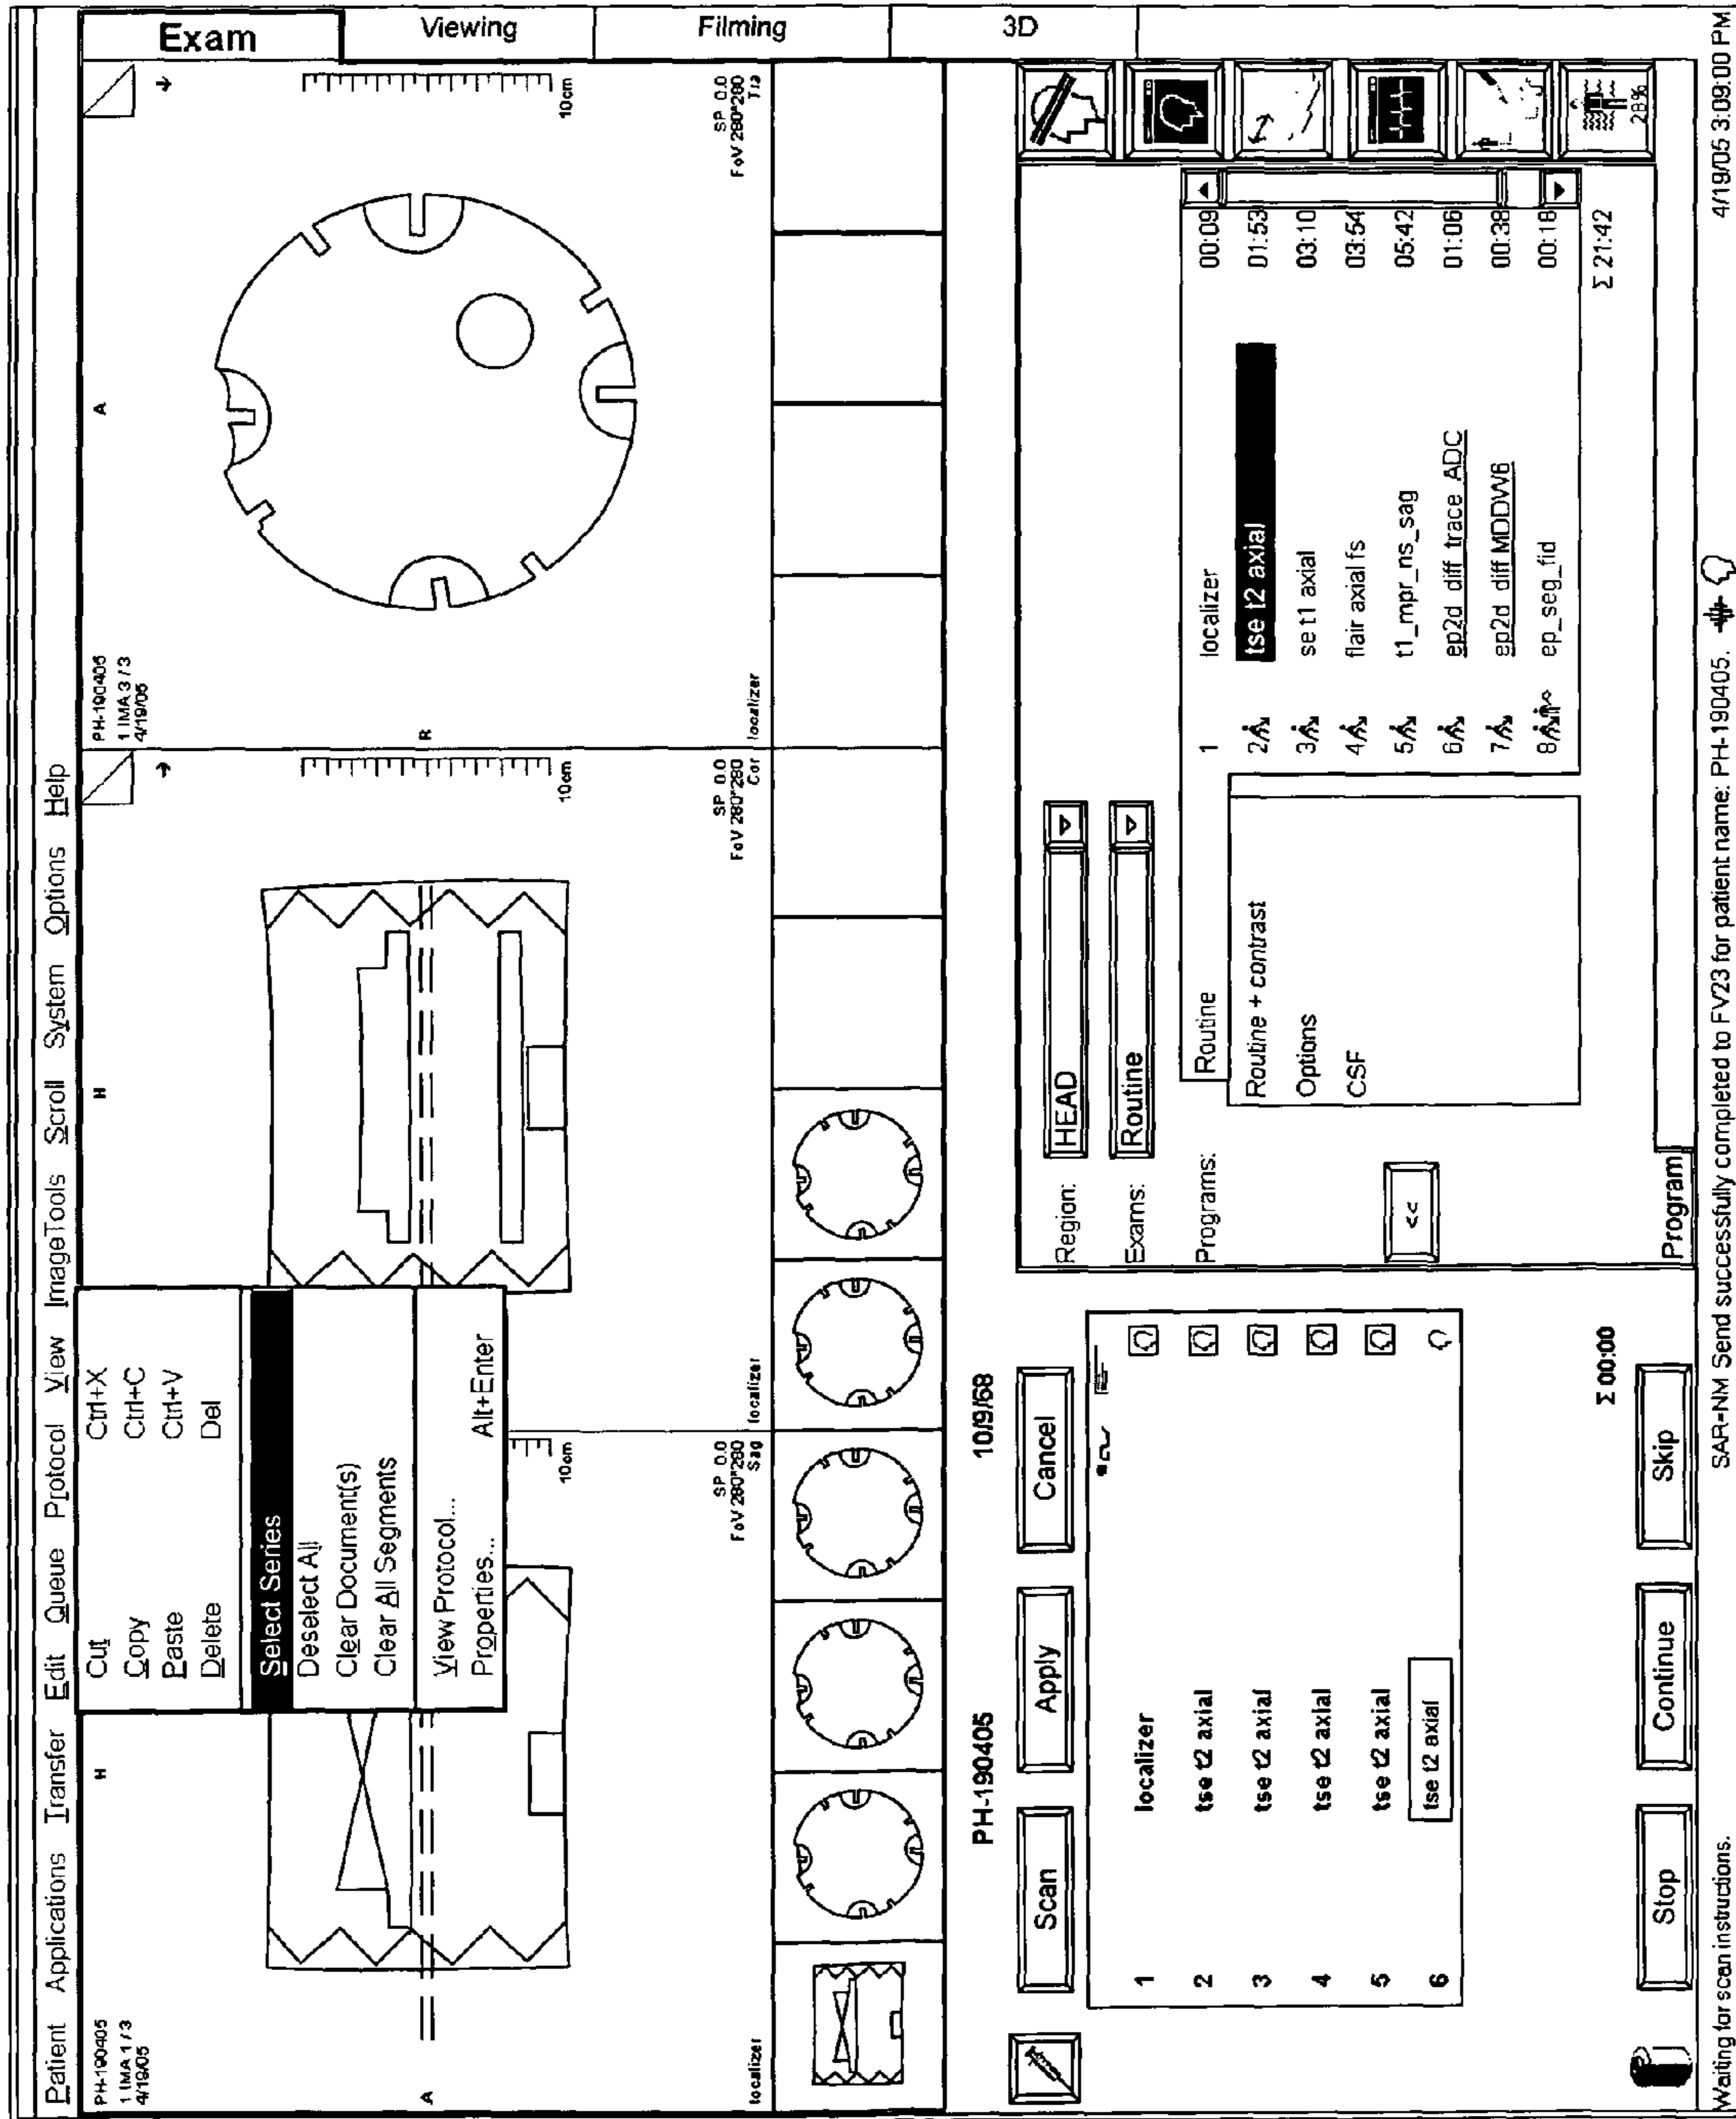 Patient Applications Transfer Edit Queue Protocol View ImageTools Scroll System Options Help
Exam
Viewing
Filming
3D
PH-190405
1 IMA 1 / 3
4/19/05
H
A
Cut Ctrl+X
Copy Ctrl+C
Paste Ctrl+V
Delete Del
Select Series
Deselect All
Clear Document(s)
Clear All Segments
View Protocol...
Properties... Alt+Enter
10cm
SP 0.0
FoV 280*280
Sag
localizer
H
10cm
SP 0.0
FoV 280*280
Cor
localizer
PH-190405
1 IMA 3 / 3
4/19/05
A
R
10cm
SP 0.0
FoV 280*280
Tra
localizer
PH-190405 10/9/68
Scan Apply Cancel
1 localizer
2 tse t2 axial
3 tse t2 axial
4 tse t2 axial
5 tse t2 axial
6 tse t2 axial
Σ 00:00
Stop Continue Skip
Region: HEAD
Exams: Routine
Programs: Routine
Routine + contrast
Options
CSF
<<
1 localizer 00:09
2 tse t2 axial 01:53
3 se t1 axial 03:10
4 flair axial fs 03:54
5 t1_mpr_ns_sag 05:42
6 ep2d_diff_trace_ADC 01:06
7 ep2d_diff_MDDW6 00:38
8 ep_seg_fid 00:18
Σ 21:42
28%
Program
Waiting for scan instructions. SAR=NM Send successfully completed to FV23 for patient name: PH-190405. 4/19/05 3:09:00 PM